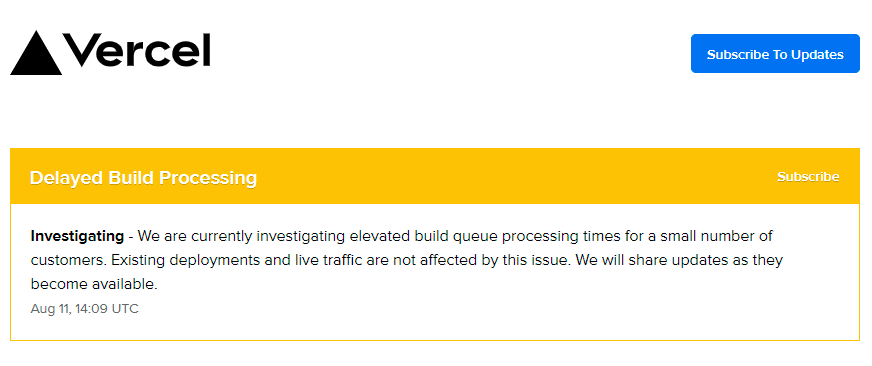 Vercel
Subscribe To Updates
Delayed Build Processing
Subscribe
Investigating - We are currently investigating elevated build queue processing times for a small number of
customers. Existing deployments and live traffic are not affected by this issue. We will share updates as they
become available.
Aug 11, 14:09 UTC